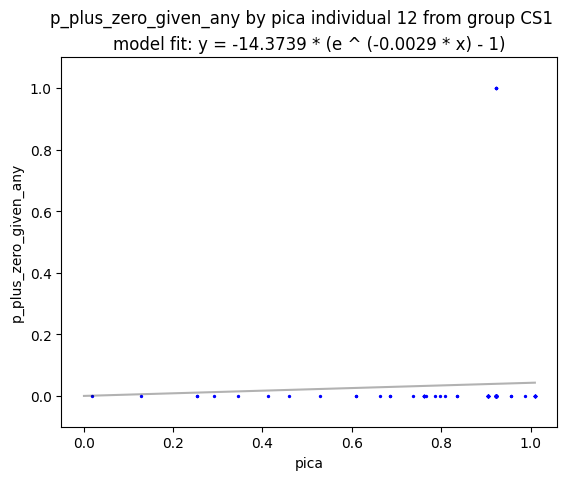 p_plus_zero_given_any by pica individual 12 from group CS1
model fit: y = -14.3739 * (e ^ (-0.0029 * x) - 1)
1.0
0.8
0.6
0.4
0.2
0.0
p_plus_zero_given_any
0.0 0.2 0.4 0.6 0.8 1.0
pica